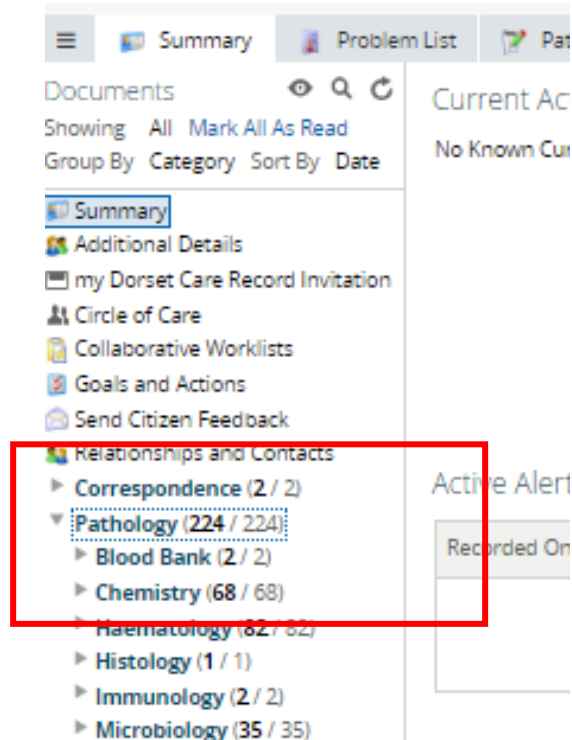 Summary Problem List Pat
Documents
Showing All Mark All As Read
Group By Category Sort By Date
Summary
Additional Details
my Dorset Care Record Invitation
Circle of Care
Collaborative Worklists
Goals and Actions
Send Citizen Feedback
Relationships and Contacts
Correspondence (2 / 2)
Pathology (224 / 224)
Blood Bank (2 / 2)
Chemistry (68 / 68)
Haematology (82 / 82)
Histology (1 / 1)
Immunology (2 / 2)
Microbiology (35 / 35)
Current Act
No Known Cur
Active Alert
Recorded On